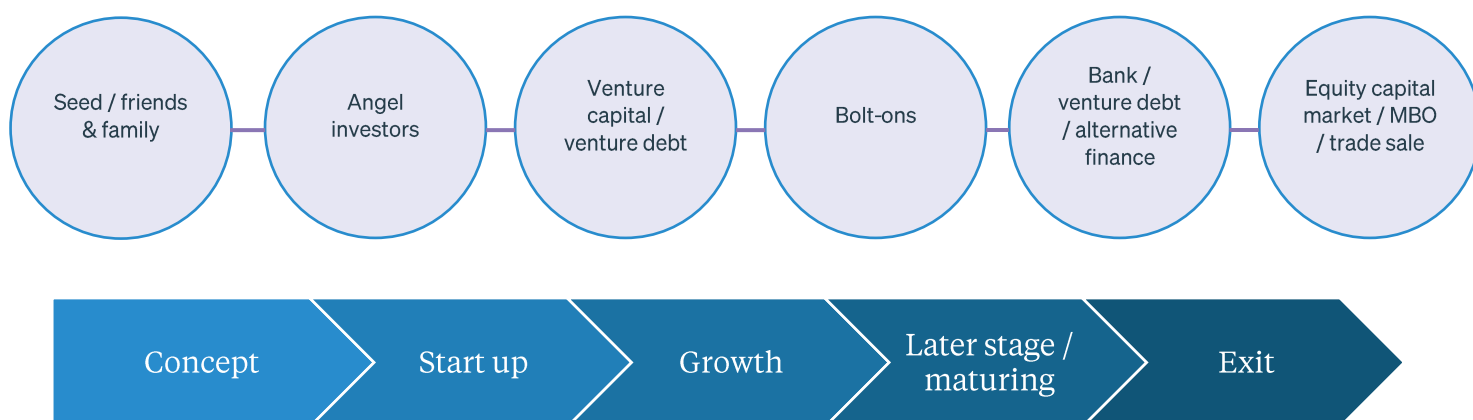 Seed / friends
& family
Angel
investors
Venture
capital /
venture debt
Bolt-ons
Bank /
venture debt
/ alternative
finance
Equity capital
market / MBO
/ trade sale
Concept
Start up
Growth
Later stage /
maturing
Exit